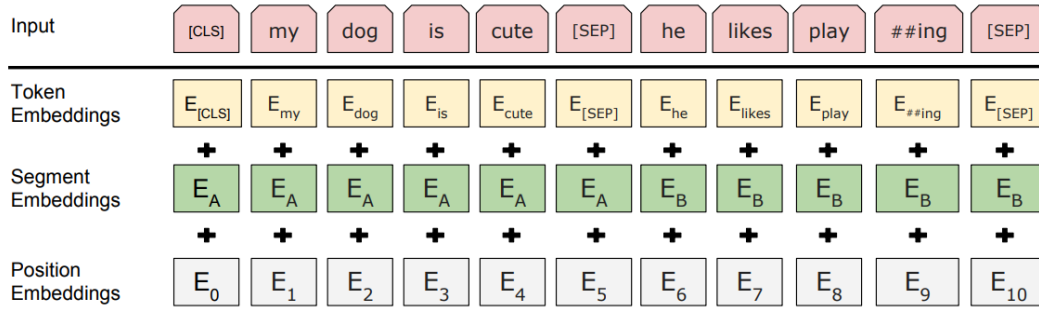 Input [CLS] my dog is cute [SEP] he likes play ##ing [SEP]
Token
Embeddings E[CLS] Emy Edog Eis Ecute E[SEP] Ehe Elikes Eplay E##ing E[SEP]
+ + + + + + + + + + +
Segment
Embeddings EA EA EA EA EA EA EB EB EB EB EB
+ + + + + + + + + + +
Position
Embeddings E0 E1 E2 E3 E4 E5 E6 E7 E8 E9 E10